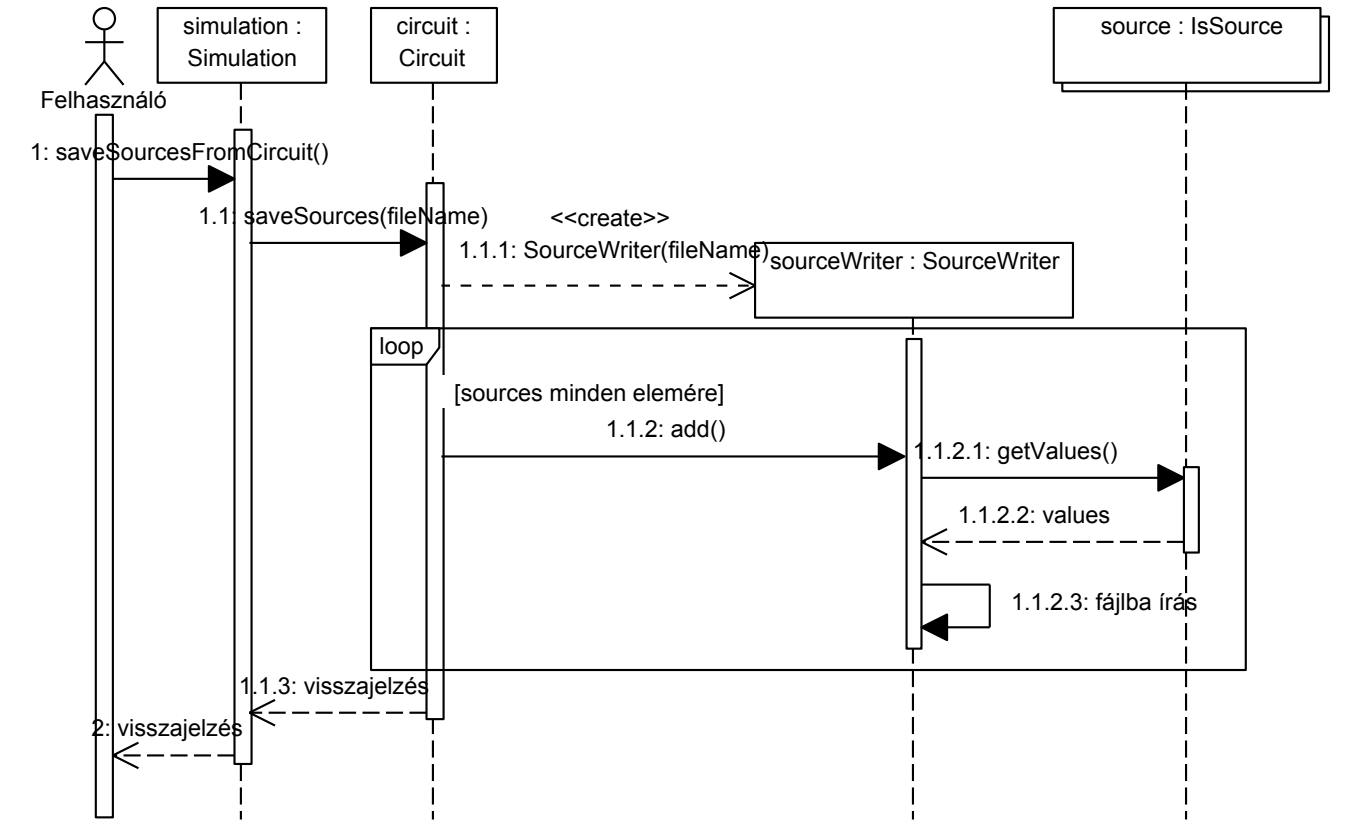 simulation :
Simulation
circuit :
Circuit
source : IsSource
Felhasználó
1: saveSourcesFromCircuit()
1.1: saveSources(fileName)
<<create>>
1.1.1: SourceWriter(fileName)
sourceWriter : SourceWriter
loop
[sources minden elemére]
1.1.2: add()
1.1.2.1: getValues()
1.1.2.2: values
1.1.2.3: fájlba írás
1.1.3: visszajelzés
2: visszajelzés